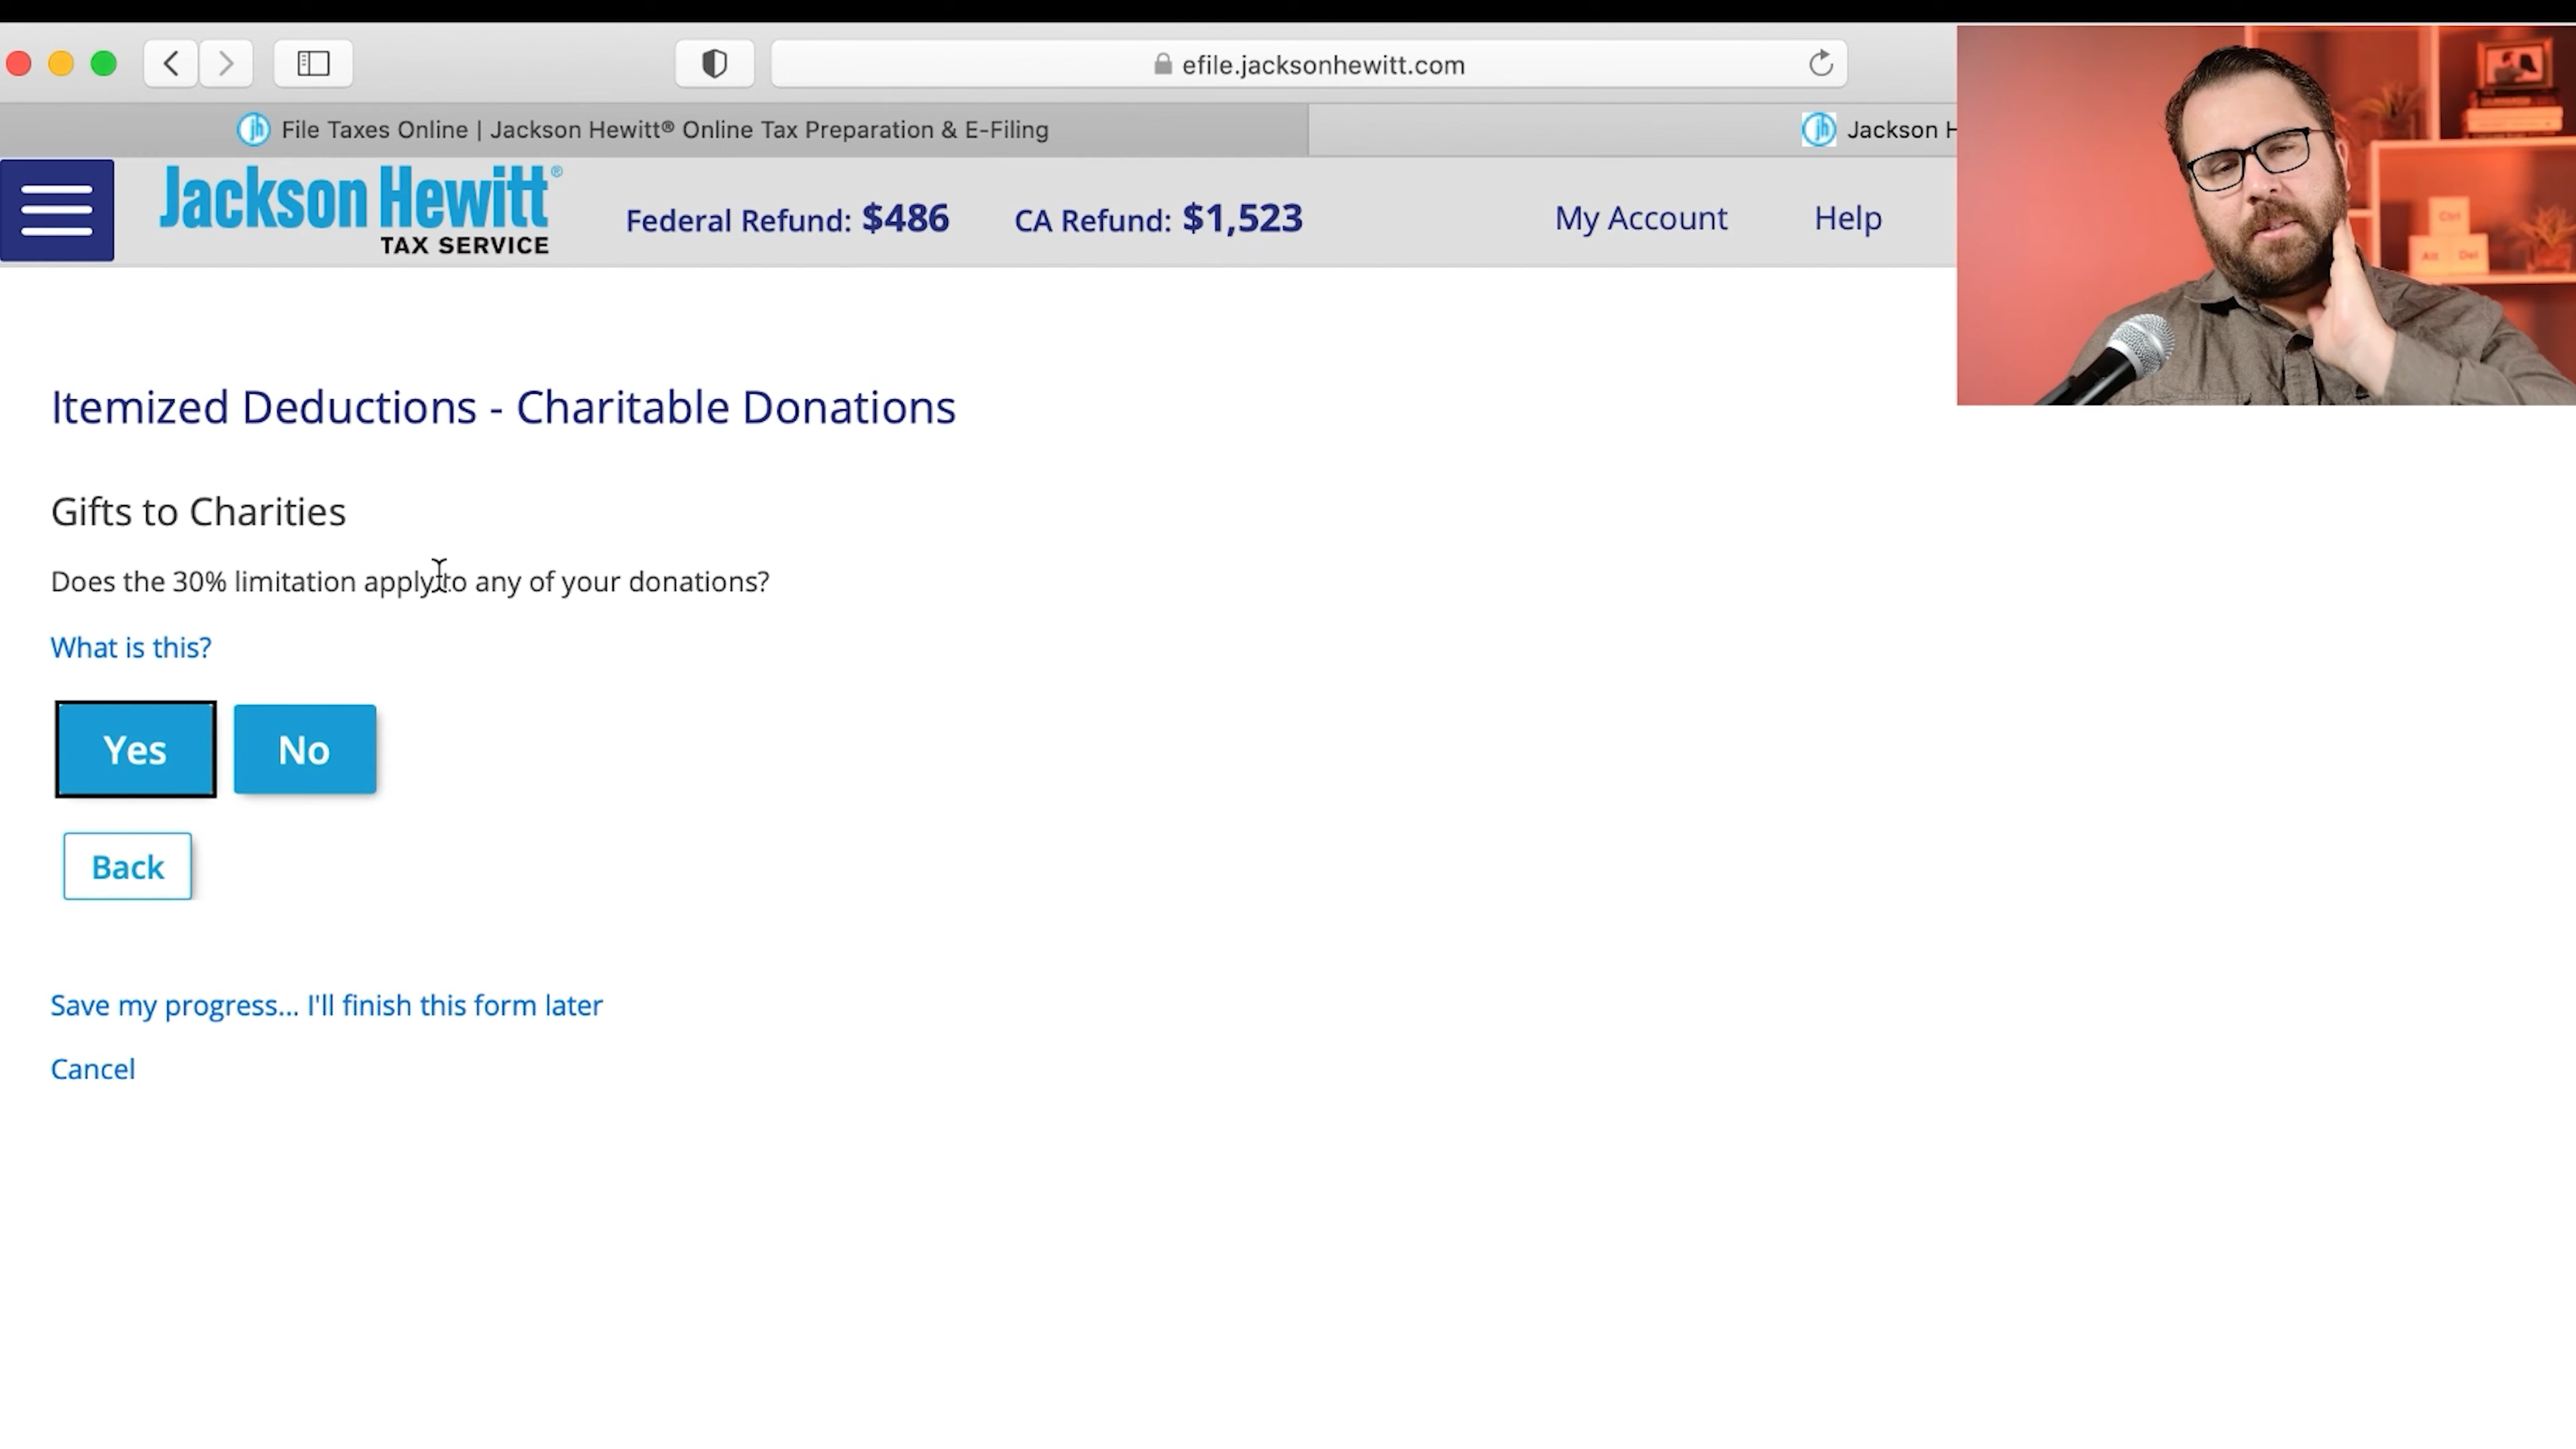 efile.jacksonhewitt.com
File Taxes Online | Jackson Hewitt® Online Tax Preparation & E-Filing
Jackson H
Jackson Hewitt®
TAX SERVICE
Federal Refund: $486
CA Refund: $1,523
My Account
Help
Itemized Deductions - Charitable Donations
Gifts to Charities
Does the 30% limitation apply to any of your donations?
What is this?
Yes
No
Back
Save my progress... I'll finish this form later
Cancel
Ctrl
Alt
Del